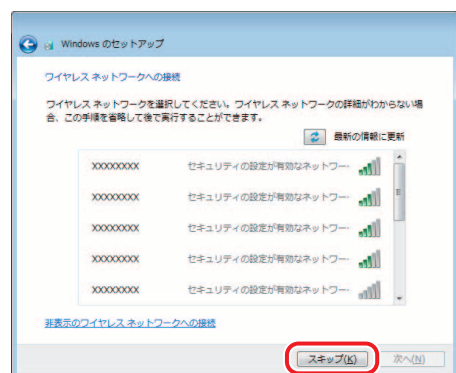 Windows のセットアップ
ワイヤレス ネットワークへの接続
ワイヤレス ネットワークを選択してください。ワイヤレス ネットワークの詳細がわからない場
合、この手順を省略して後で実行することができます。
最新の情報に更新
XXXXXXXX セキュリティの設定が有効なネットワー
XXXXXXXX セキュリティの設定が有効なネットワー
XXXXXXXX セキュリティの設定が有効なネットワー
XXXXXXXX セキュリティの設定が有効なネットワー
XXXXXXXX セキュリティの設定が有効なネットワー
非表示のワイヤレス ネットワークへの接続
スキップ(K) 次へ(N)